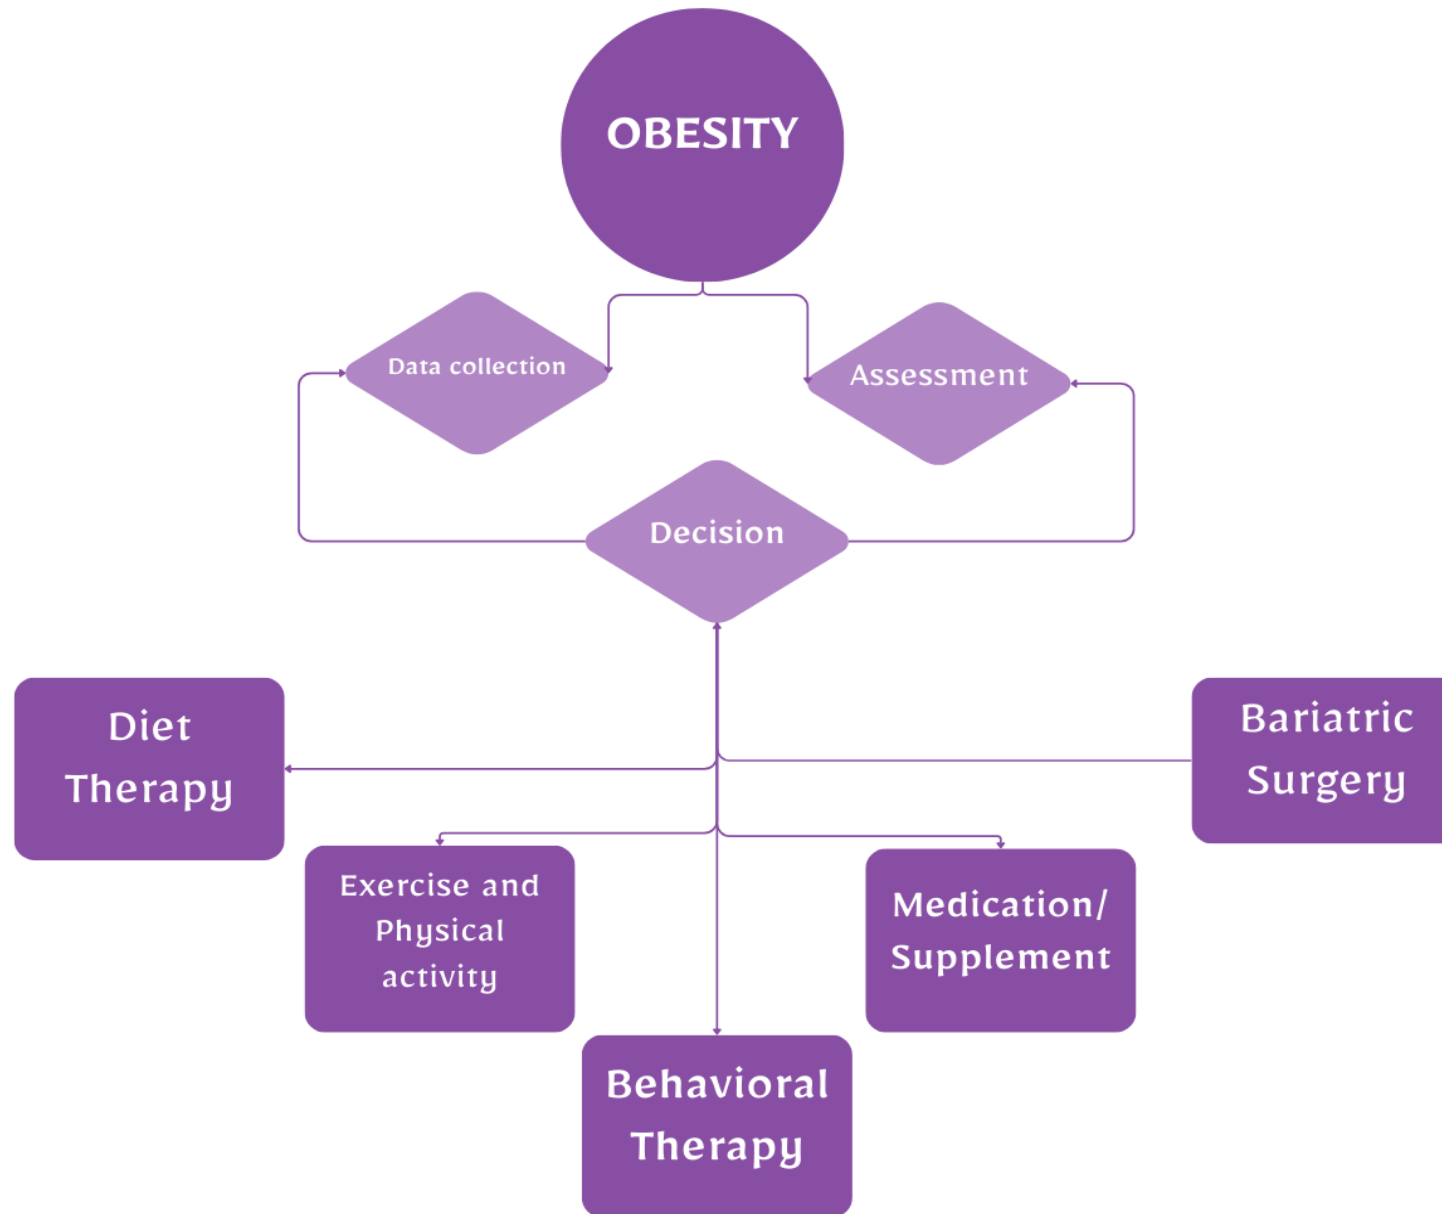 OBESITY
Data collection
Assessment
Decision
Diet
Therapy
Bariatric
Surgery
Exercise and
Physical
activity
Medication/
Supplement
Behavioral
Therapy